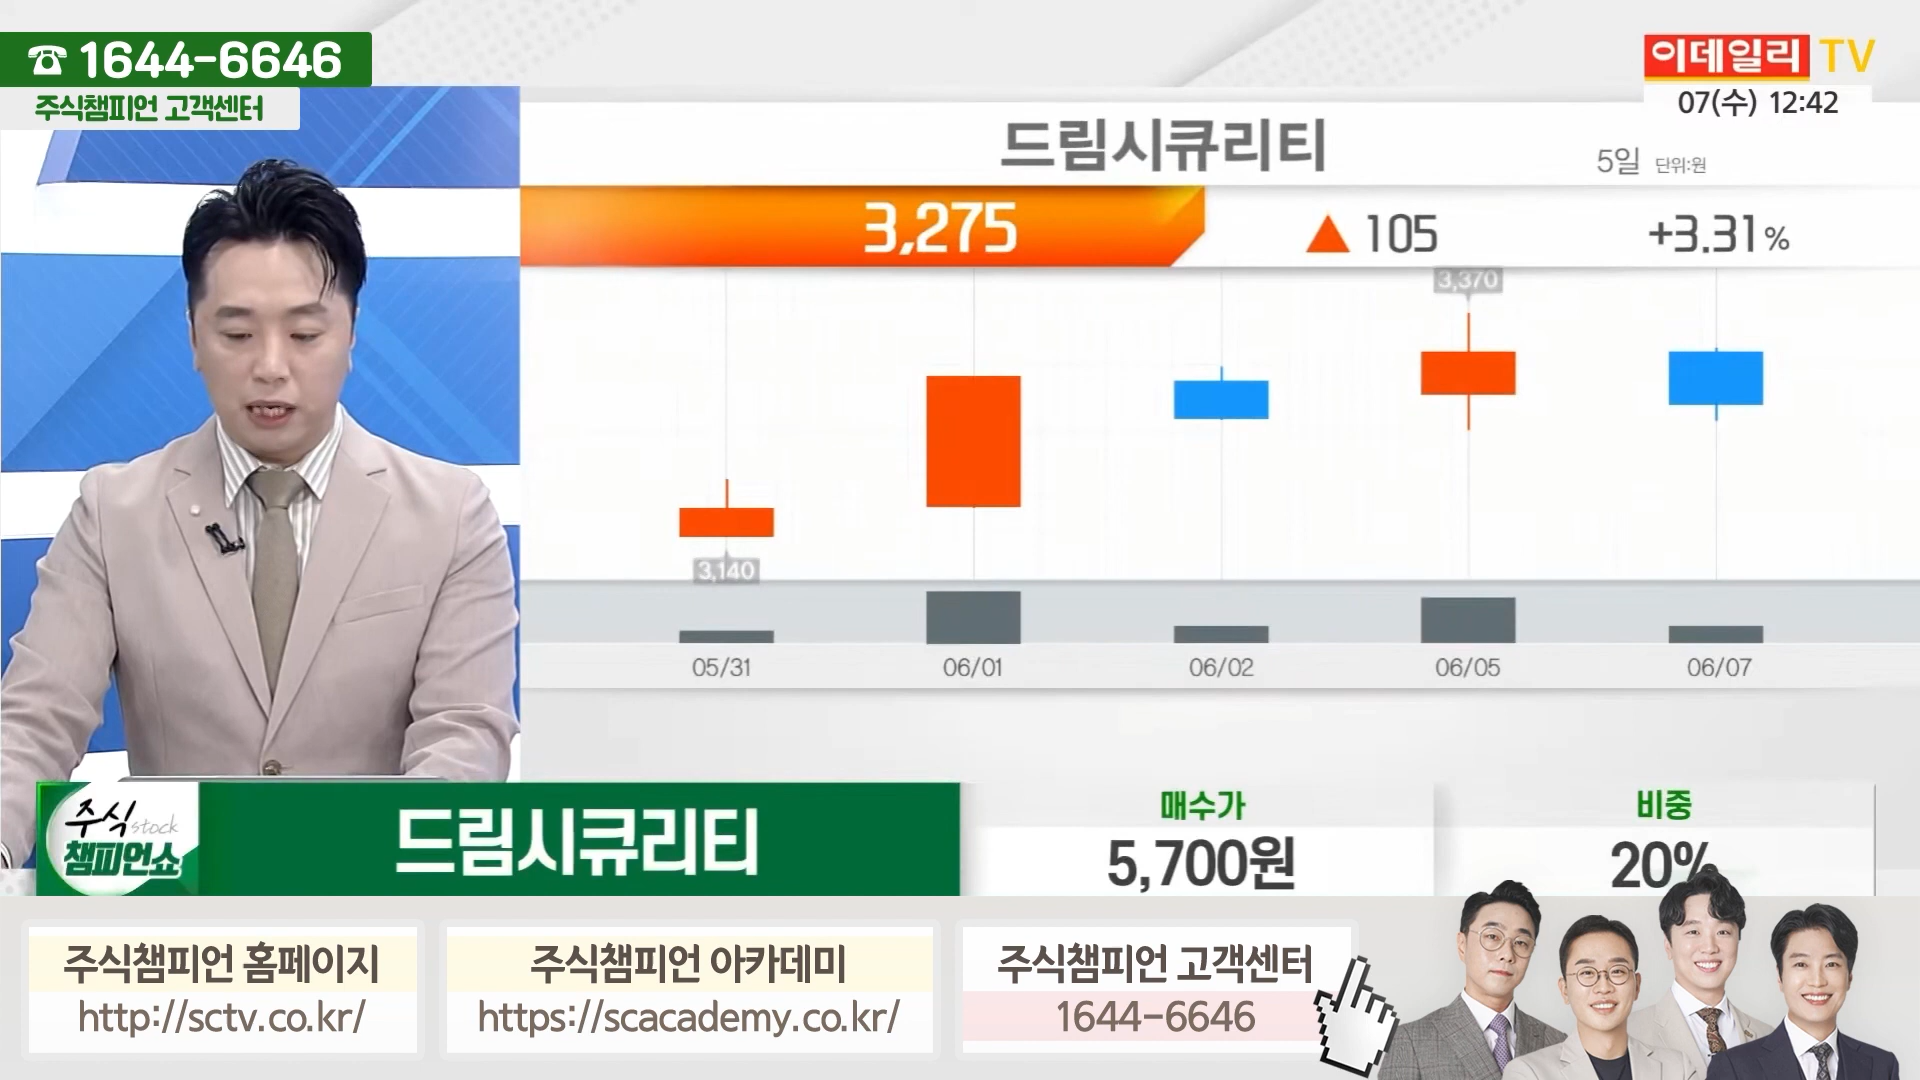 ☎ 1644-6646
주식챔피언 고객센터
이데일리 TV
07(수) 12:42
드림시큐리티
5일 단위:원
3,275 ▲ 105 +3.31%
3,370
3,140
05/31 06/01 06/02 06/05 06/07
주식 stock
챔피언쇼
드림시큐리티
매수가
5,700원
비중
20%
주식챔피언 홈페이지
http://sctv.co.kr/
주식챔피언 아카데미
https://scacademy.co.kr/
주식챔피언 고객센터
1644-6646